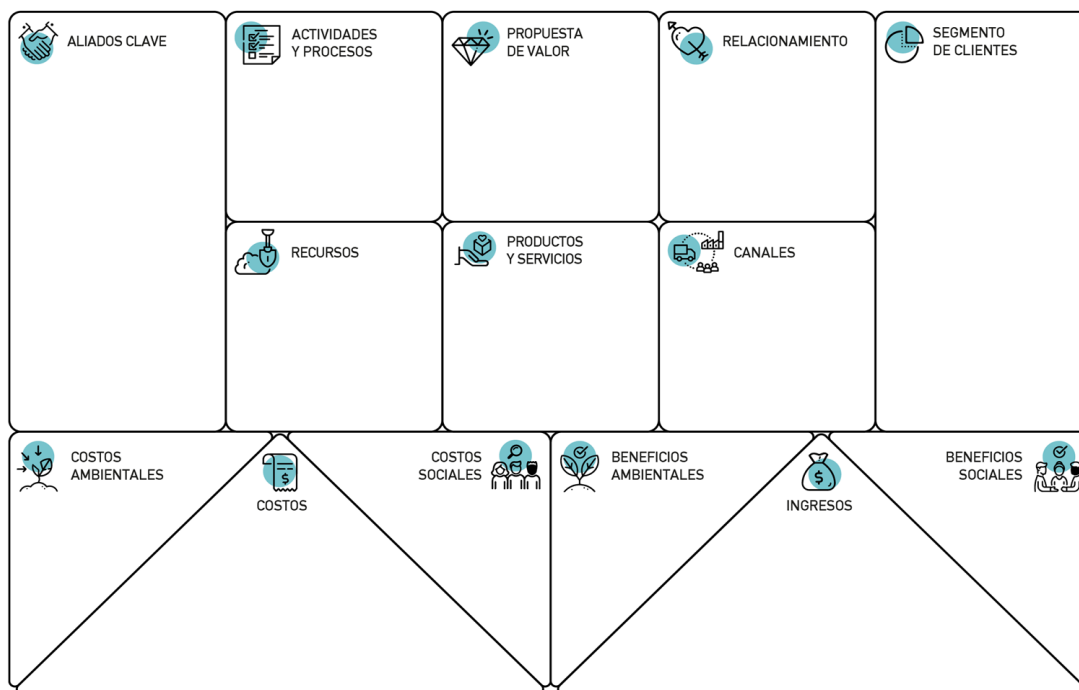 ALIADOS CLAVE
ACTIVIDADES
Y PROCESOS
PROPUESTA
DE VALOR
RELACIONAMIENTO
SEGMENTO
DE CLIENTES
RECURSOS
PRODUCTOS
Y SERVICIOS
CANALES
COSTOS
AMBIENTALES
COSTOS
COSTOS
SOCIALES
BENEFICIOS
AMBIENTALES
INGRESOS
BENEFICIOS
SOCIALES